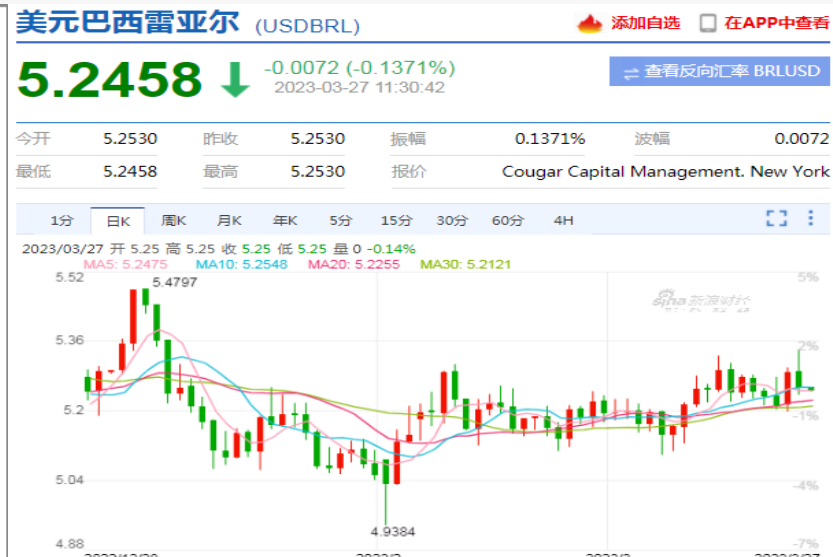 美元巴西雷亚尔 (USDBRL) 添加自选 在APP中查看
5.2458 -0.0072 (-0.1371%)
2023-03-27 11:30:42
查看反向汇率 BRLUSD
今开 5.2530 昨收 5.2530 振幅 0.1371% 波幅 0.0072
最低 5.2458 最高 5.2530 报价 Cougar Capital Management. New York
1分 日K 周K 月K 年K 5分 15分 30分 60分 4H
2023/03/27 开 5.25 高 5.25 收 5.25 低 5.25 量 0 -0.14%
MA5: 5.2475 MA10: 5.2548 MA20: 5.2255 MA30: 5.2121
5.52 5%
5.4797
sina 新浪财经
5.36 2%
5.2 -1%
5.04 -4%
4.9384
4.88 -7%